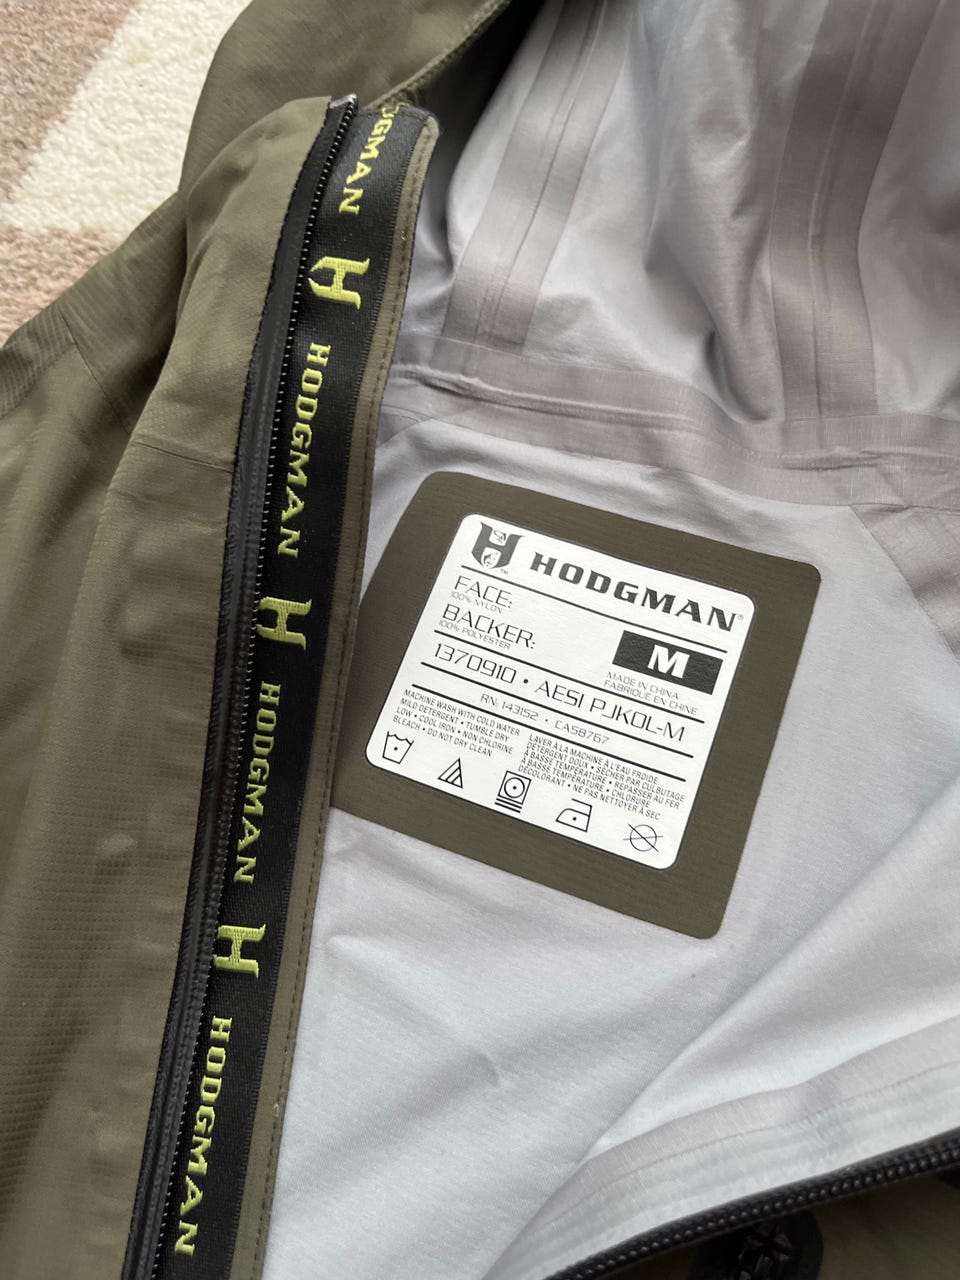 HODGMAN
H
HODGMAN
H
HODGMAN
H
HODGMAN
H HODGMAN®
™
FACE:
100% NYLON
BACKER:
100% POLYESTER
M
MADE IN CHINA
FABRIQUE EN CHINE
1370910 • AESI PJKOL-M
RN: 143152 • CA58767
MACHINE WASH WITH COLD WATER
MILD DETERGENT • TUMBLE DRY
LOW • COOL IRON • NON CHLORINE
BLEACH • DO NOT DRY CLEAN
LAVER À LA MACHINE À L'EAU FROIDE
DÉTERGENT DOUX • SÉCHER PAR CULBUTAGE
À BASSE TEMPÉRATURE • REPASSER AU FER
À BASSE TEMPÉRATURE • CHLORURE
DÉCOLORANT • NE PAS NETTOYER À SEC